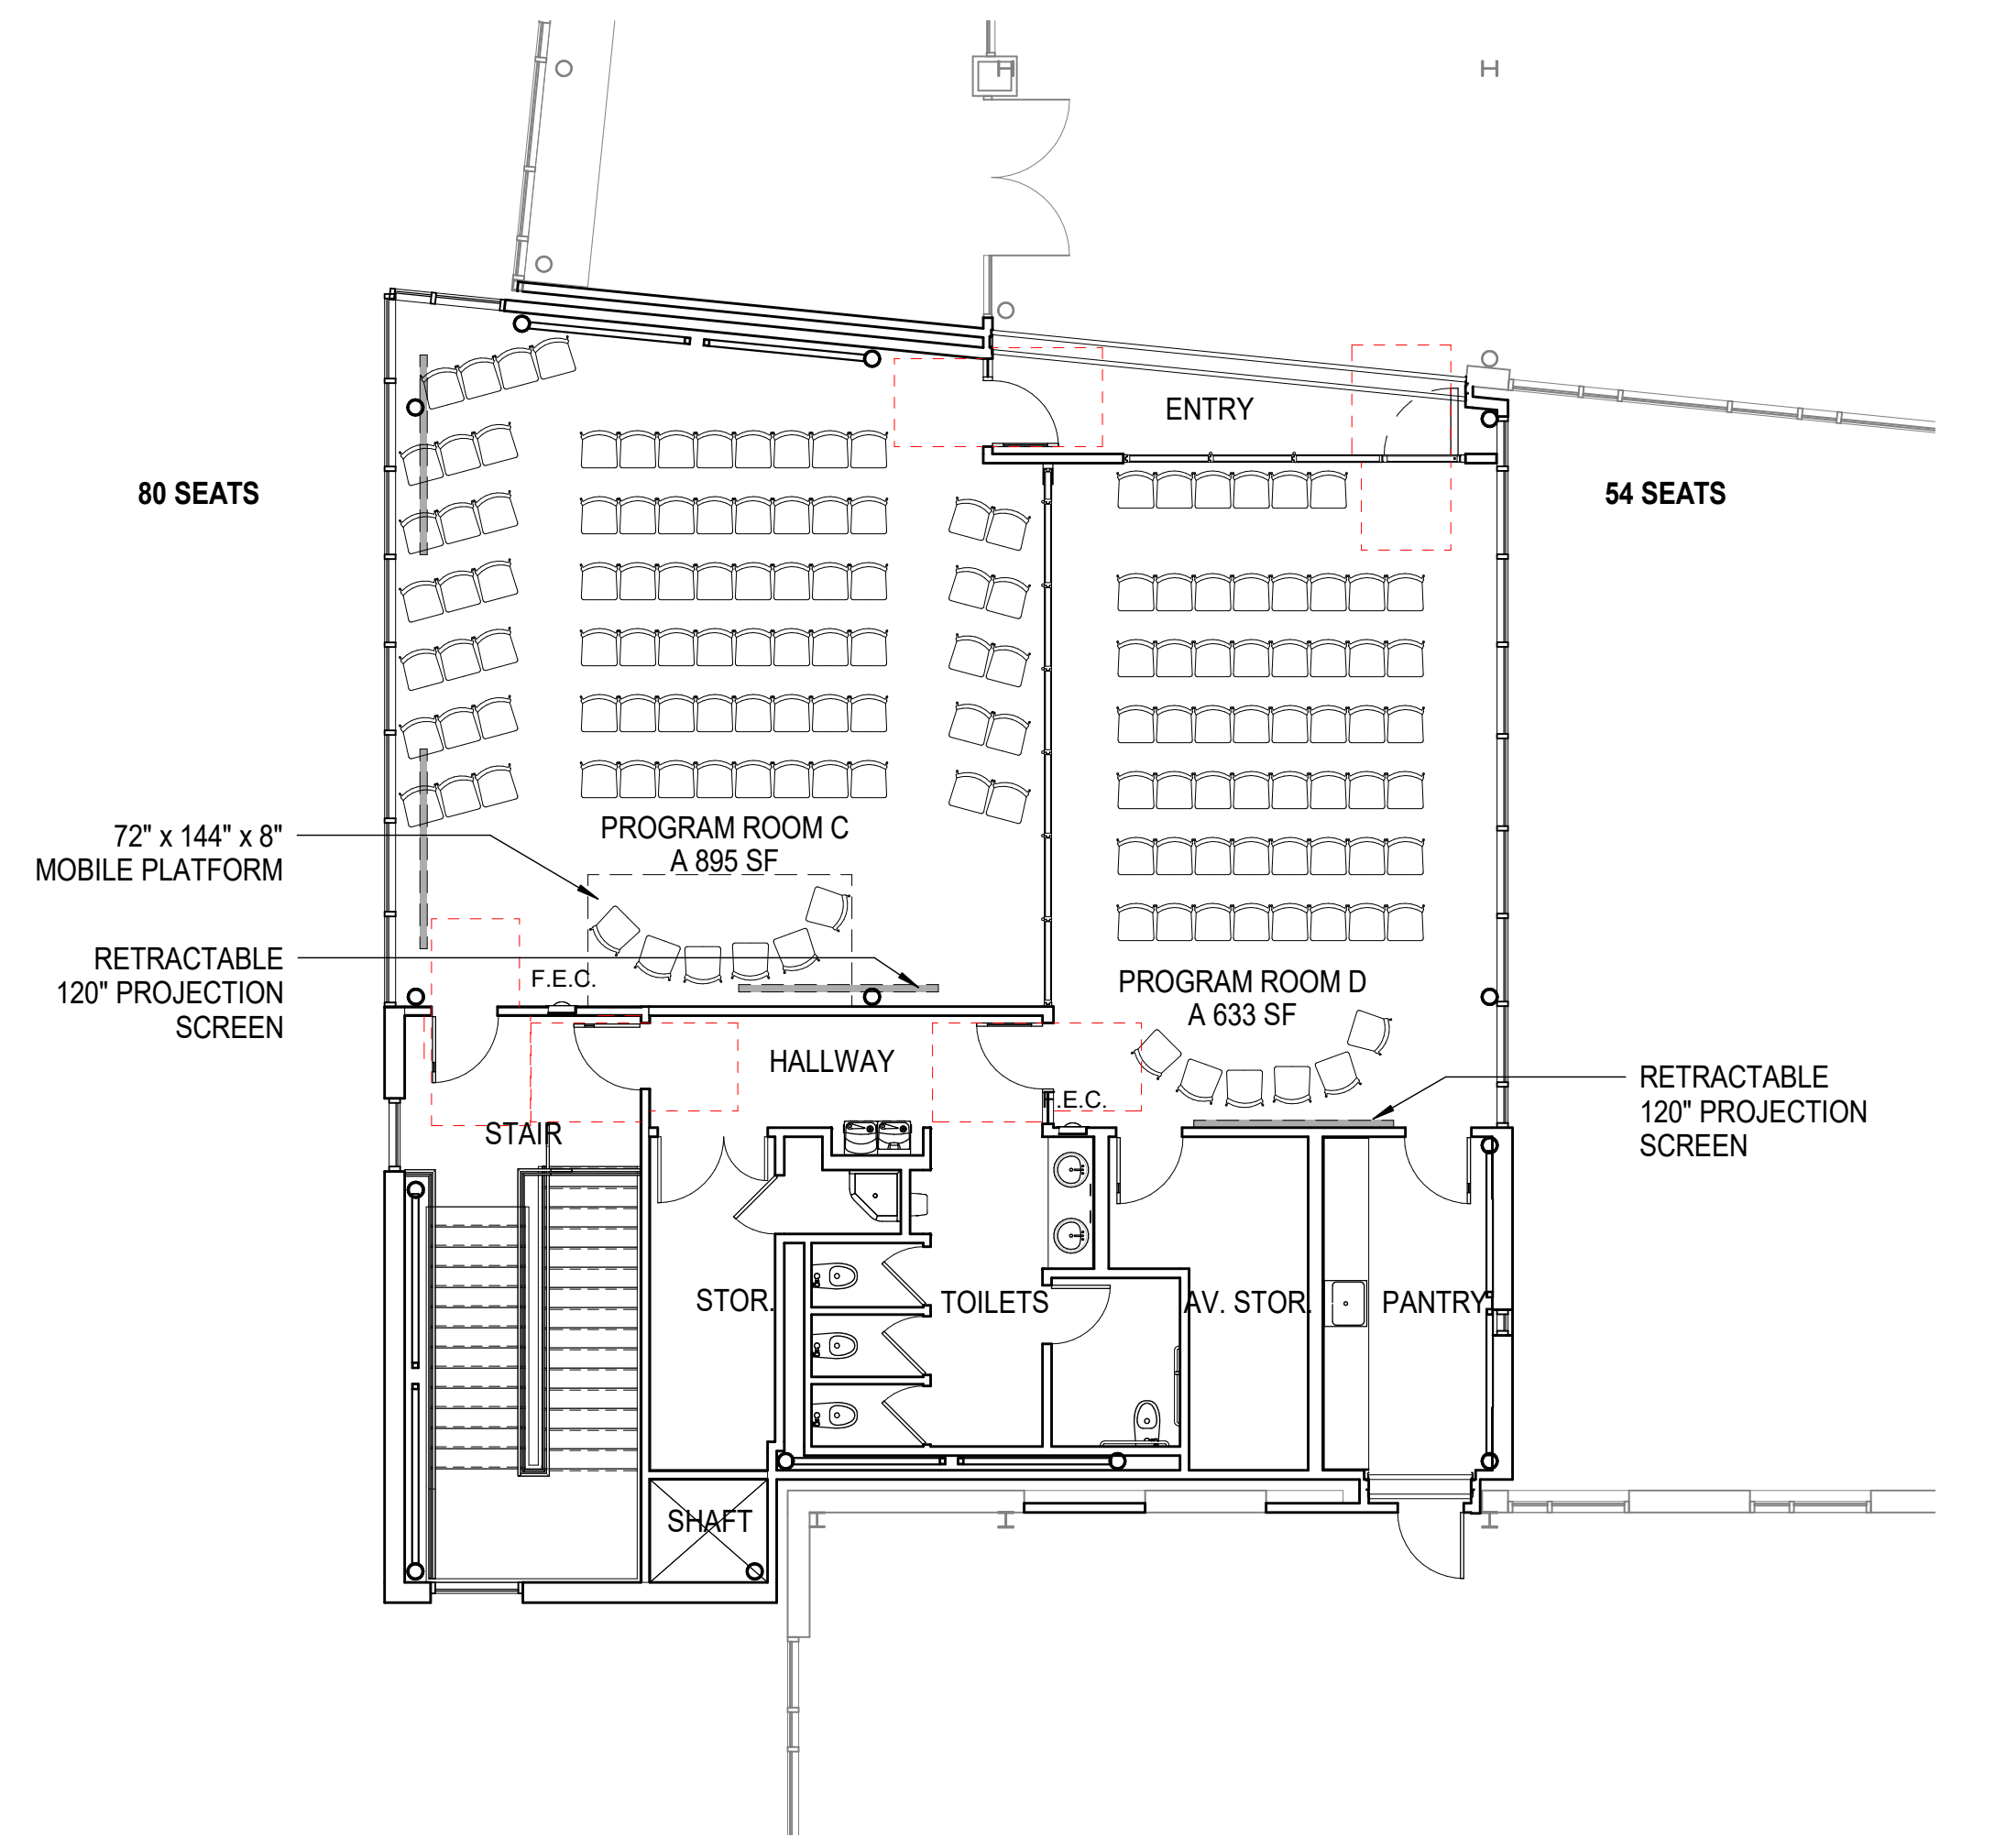 ENTRY
80 SEATS
54 SEATS
PROGRAM ROOM C
A 895 SF
72" x 144" x 8"
MOBILE PLATFORM
RETRACTABLE
120" PROJECTION
SCREEN
F.E.C.
PROGRAM ROOM D
A 633 SF
HALLWAY
F.E.C.
RETRACTABLE
120" PROJECTION
SCREEN
STAIR
STOR.
TOILETS
AV. STOR.
PANTRY
SHAFT